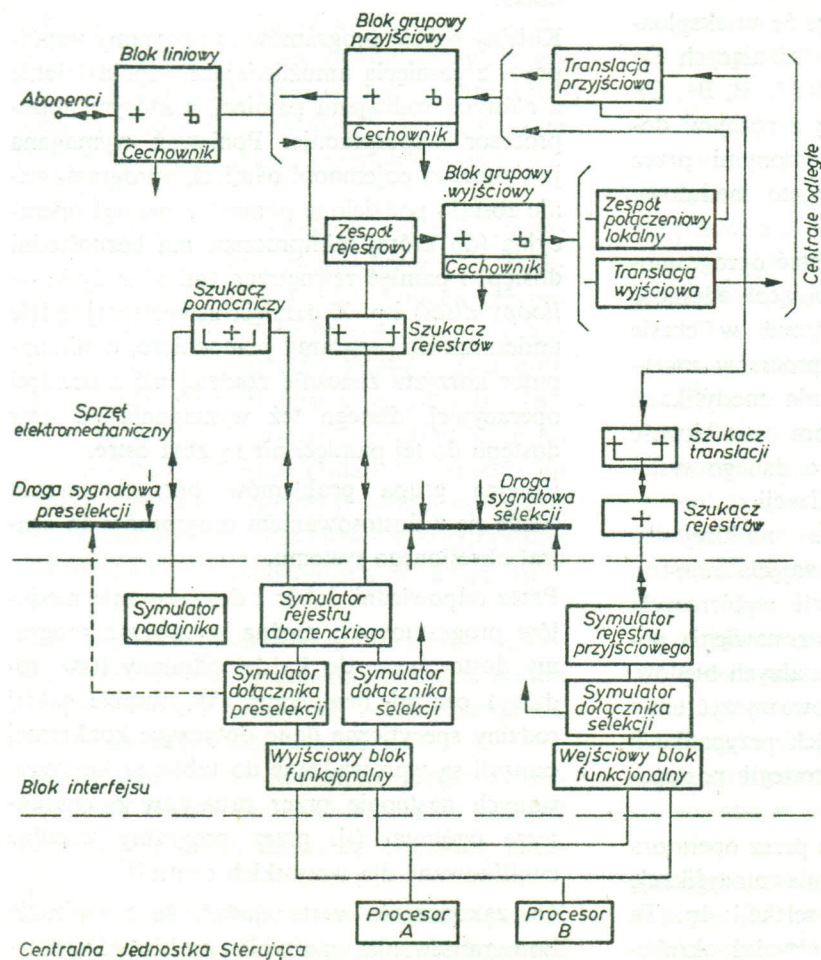 Blok liniowy
Abonenci
Cechownik
Blok grupowy
przyjściowy
Cechownik
Translacja
przyjściowa
Blok grupowy
wyjściowy
Cechownik
Zespół
rejestrowy
Zespół
połączeniowy
lokalny
Translacja
wyjściowa
Centrale odległe
Szukacz
pomocniczy
Szukacz
rejestrów
Sprzęt
elektromechaniczny
Droga sygnałowa
preselekcji
Droga
sygnałowa
selekcji
Szukacz
translacji
Szukacz
rejestrów
Symulator
nadajnika
Symulator
rejestru
abonenckiego
Symulator
rejestru
przyjściowego
Symulator
dołącznika
preselekcji
Symulator
dołącznika
selekcji
Symulator
dołącznika
selekcji
Wyjściowy blok
funkcjonalny
Wejściowy blok
funkcjonalny
Blok interfejsu
Procesor
A
Procesor
B
Centralna Jednostka Sterująca